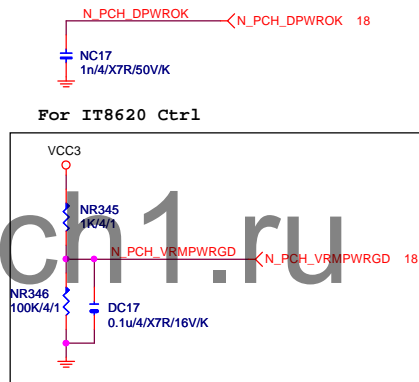 N_PCH_DPWROK
N_PCH_DPWROK 18
NC17
1n/4/X7R/50V/K
For IT8620 Ctrl
VCC3
NR345
1K/4/1
ch1.ru
N_PCH_VRMPWRGD
N_PCH_VRMPWRGD 18
NR346
100K/4/1
DC17
0.1u/4/X7R/16V/K